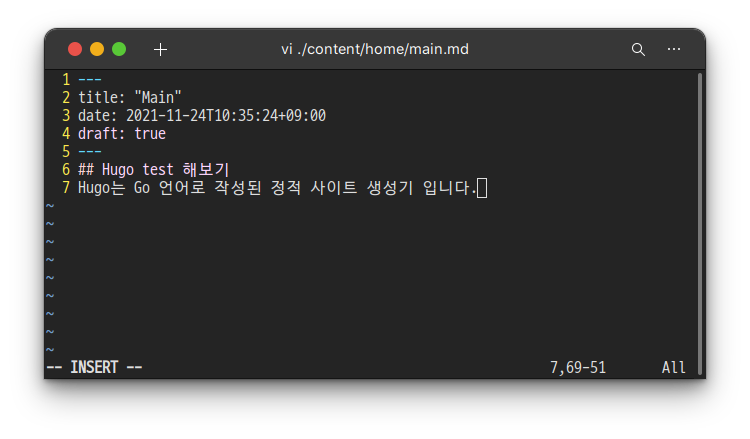 vi ./content/home/main.md
1 ---
2 title: "Main"
3 date: 2021-11-24T10:35:24+09:00
4 draft: true
5 ---
6 ## Hugo test 해보기
7 Hugo는 Go 언어로 작성된 정적 사이트 생성기 입니다.
~
~
~
~
~
~
~
~
~
-- INSERT -- 7,69-51 All